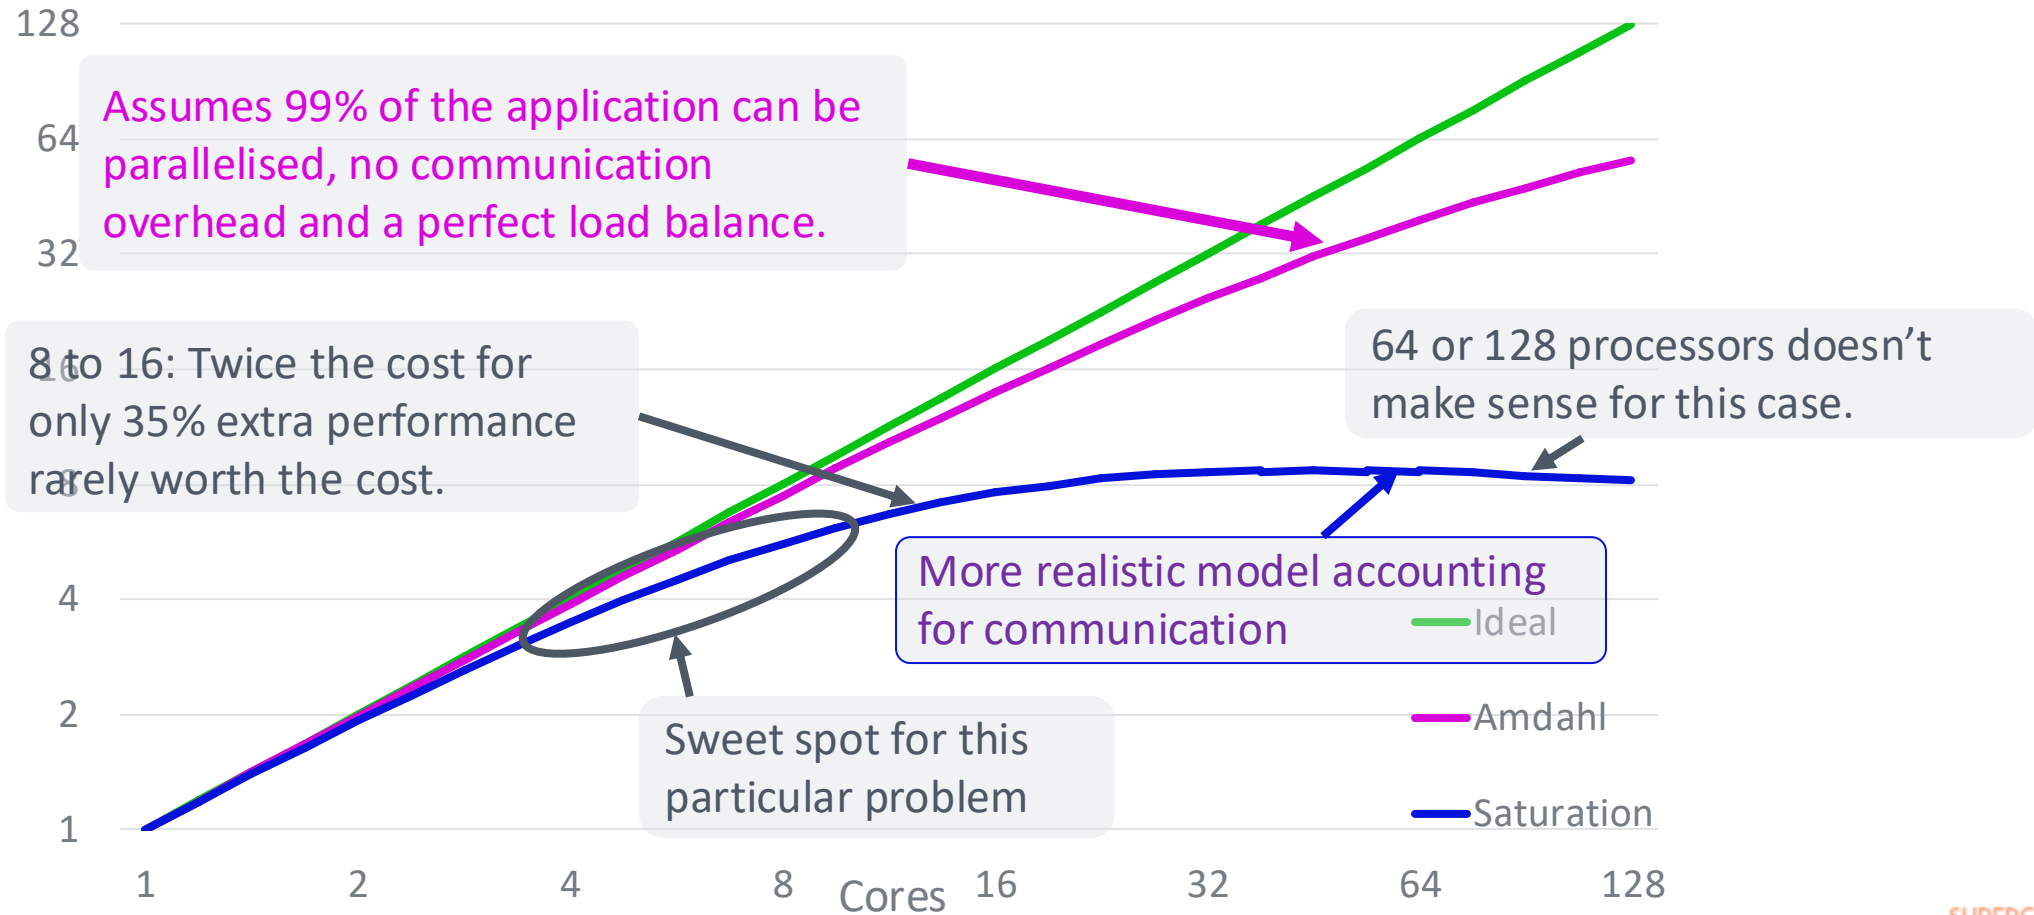 128
Assumes 99% of the application can be
64
parallelised, no communication
overhead and a perfect load balance.
32
8 to 16: Twice the cost for
16
only 35% extra performance
rarely worth the cost.
8
64 or 128 processors doesn’t
make sense for this case.
More realistic model accounting
for communication
4
Ideal
2
Amdahl
Sweet spot for this
particular problem
1
Saturation
1 2 4 8 16 32 64 128
Cores